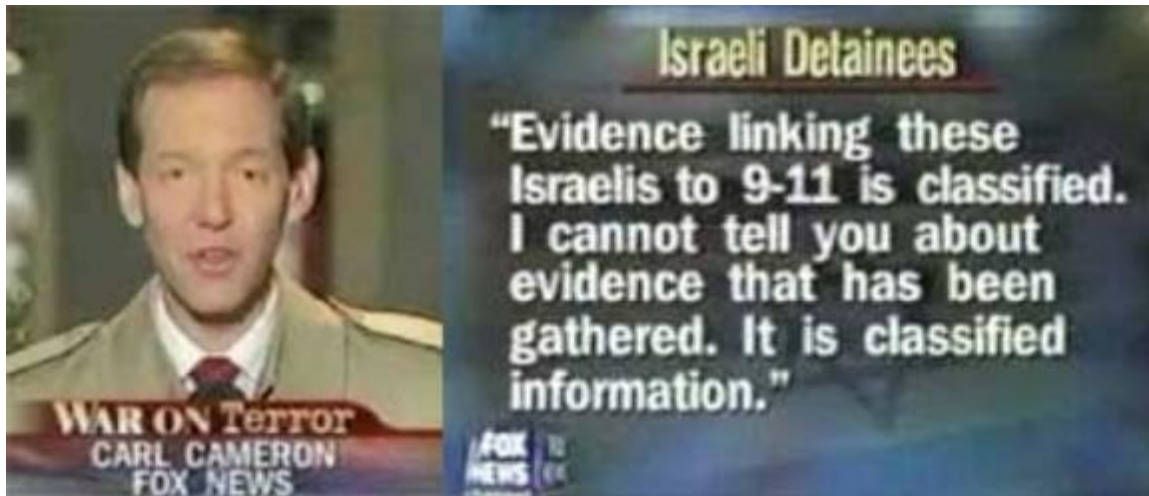 Israeli Detainees
“Evidence linking these
Israelis to 9-11 is classified.
I cannot tell you about
evidence that has been
gathered. It is classified
information.”
WAR ON Terror
CARL CAMERON
FOX NEWS
FOX
NEWS